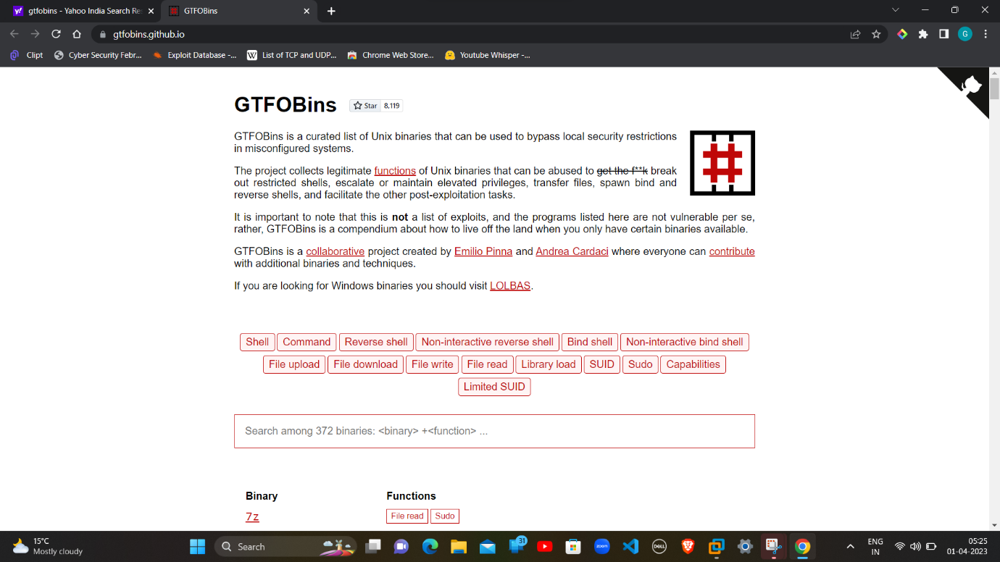 gtfobins - Yahoo India Search Re
GTFOBins
gtfobins.github.io
G
Clipt
Cyber Security Febr...
Exploit Database -...
List of TCP and UDP...
Chrome Web Store...
Youtube Whisper -...
GTFOBins
Star 8,119
GTFOBins is a curated list of Unix binaries that can be used to bypass local security restrictions
in misconfigured systems.
The project collects legitimate functions of Unix binaries that can be abused to get the f**k break
out restricted shells, escalate or maintain elevated privileges, transfer files, spawn bind and
reverse shells, and facilitate the other post-exploitation tasks.
It is important to note that this is not a list of exploits, and the programs listed here are not vulnerable per se,
rather, GTFOBins is a compendium about how to live off the land when you only have certain binaries available.
GTFOBins is a collaborative project created by Emilio Pinna and Andrea Cardaci where everyone can contribute
with additional binaries and techniques.
If you are looking for Windows binaries you should visit LOLBAS.
Shell Command Reverse shell Non-interactive reverse shell Bind shell Non-interactive bind shell
File upload File download File write File read Library load SUID Sudo Capabilities
Limited SUID
Search among 372 binaries: <binary> +<function> ...
Binary Functions
7z File read Sudo
15°C
Mostly cloudy
Search
31
zoom
DELL
ENG
IN
05:25
01-04-2023